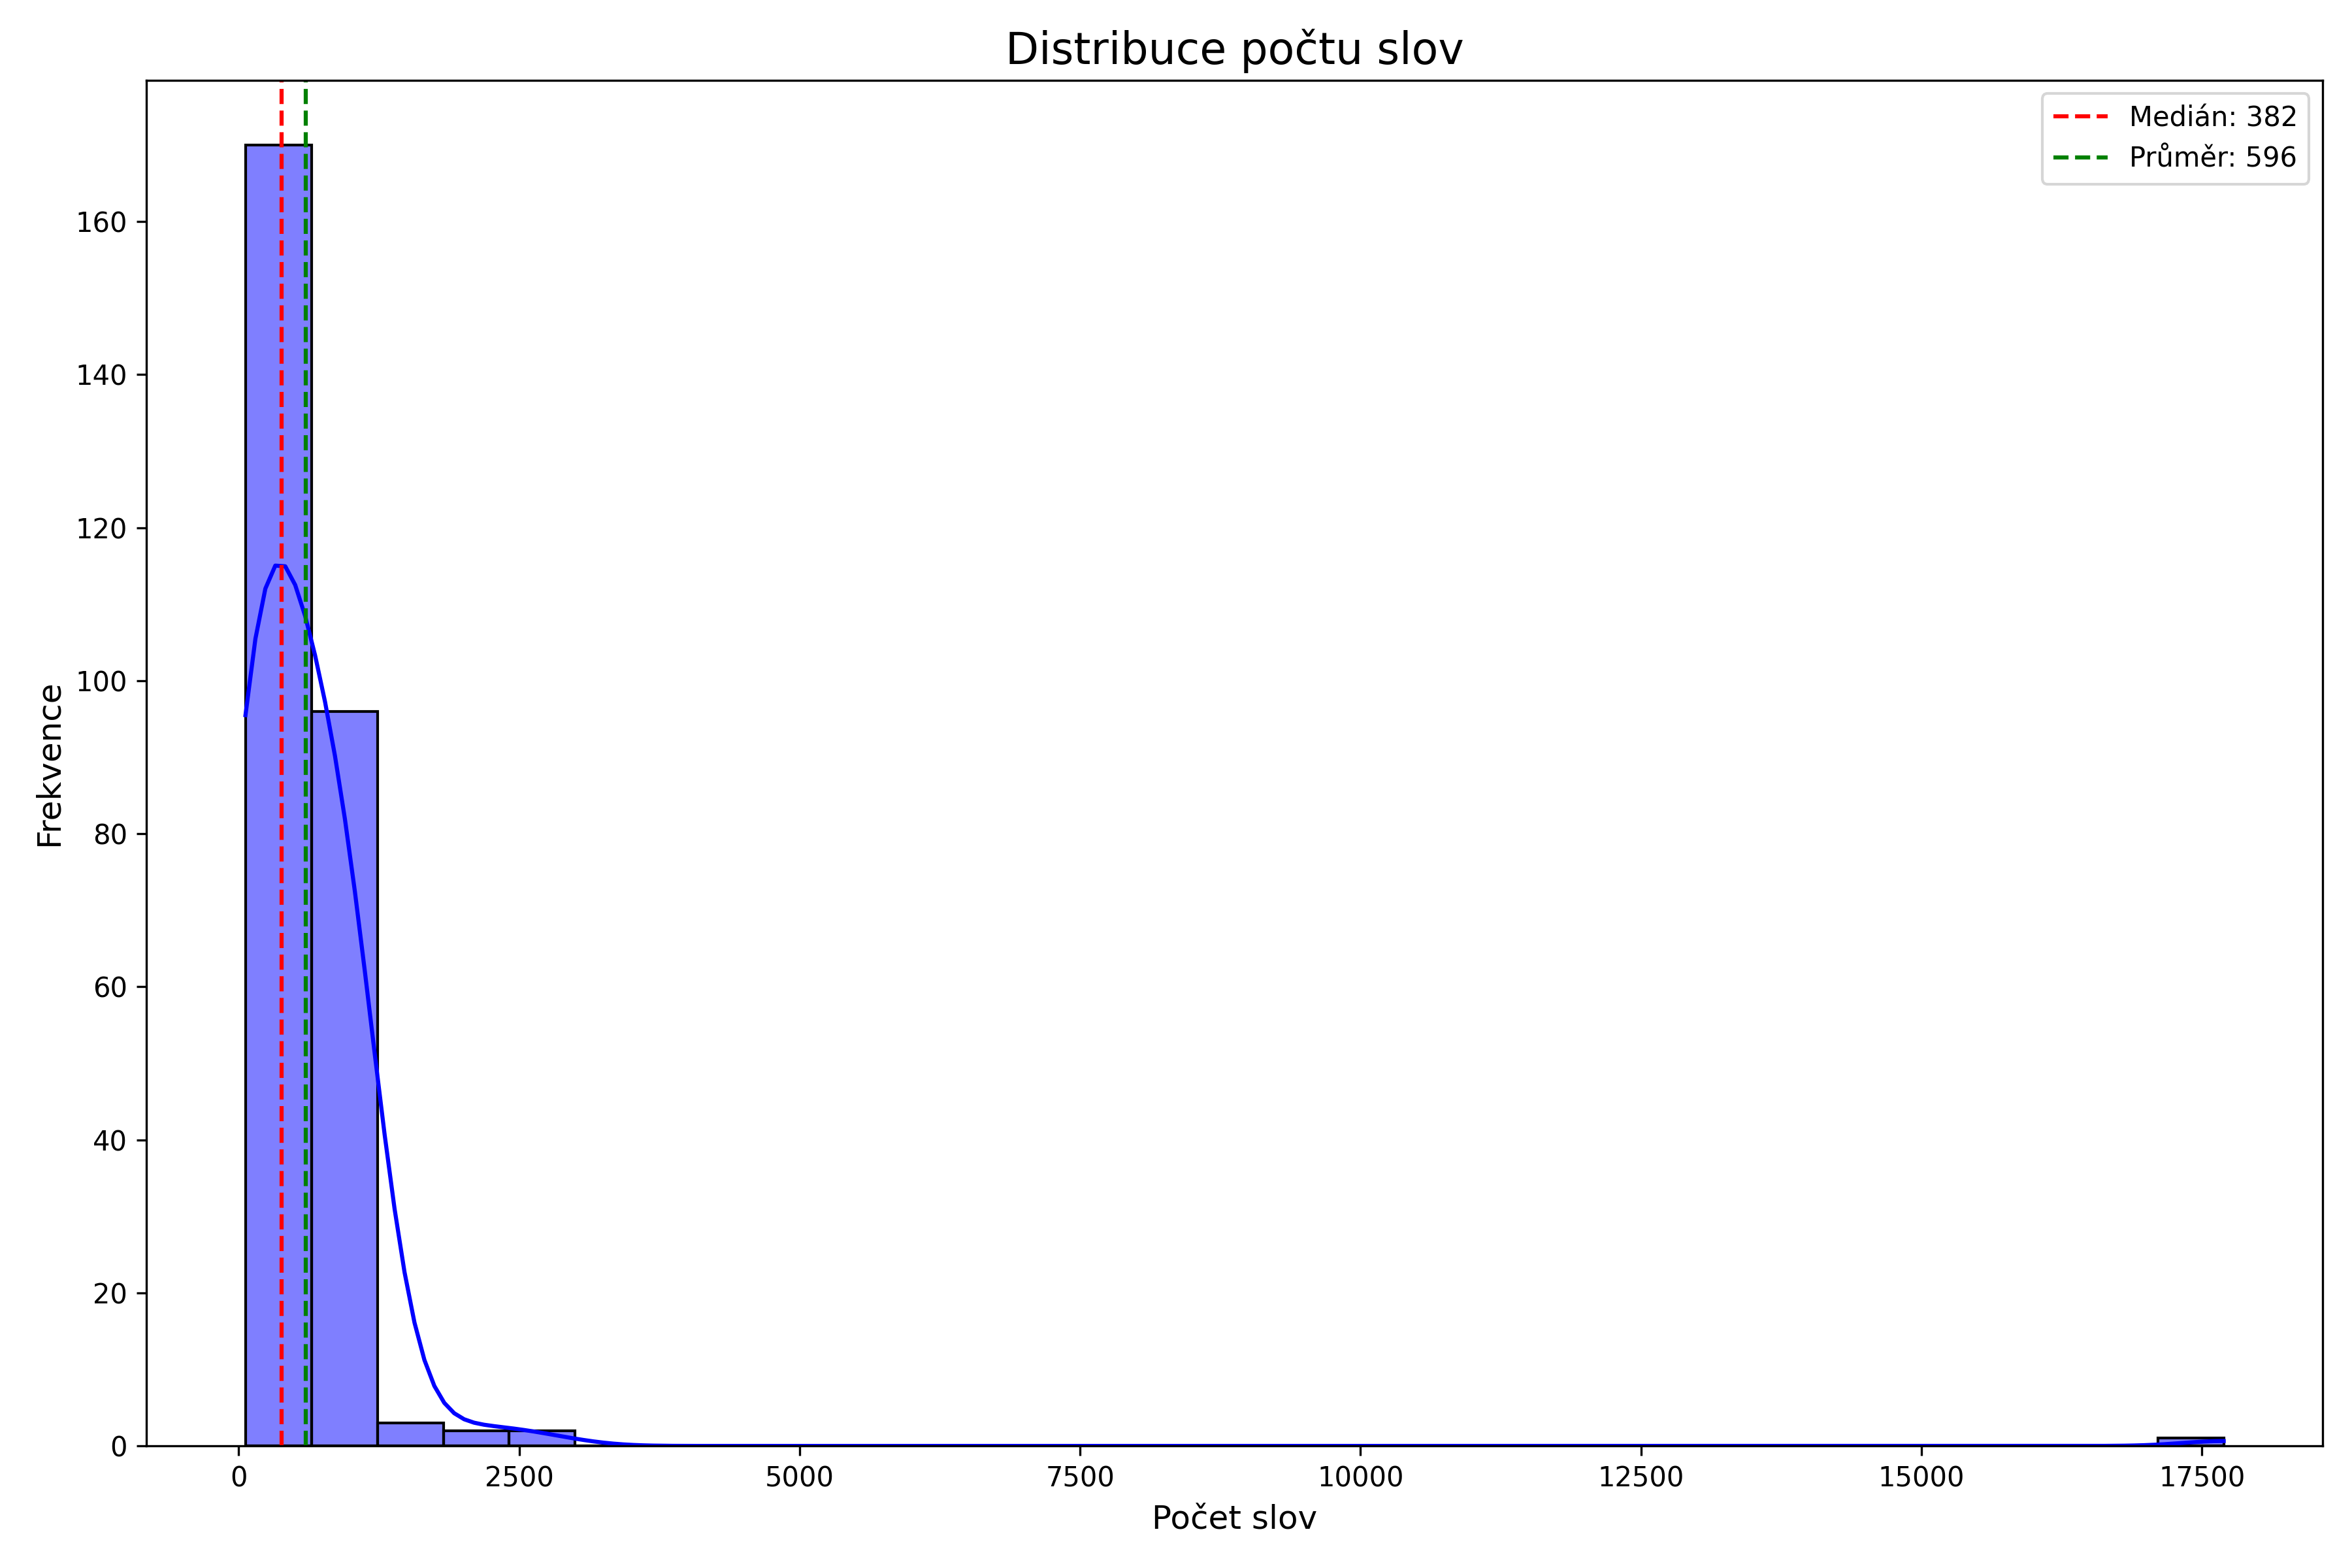 Distribuce počtu slov
Medián: 382
Průměr: 596
160
140
120
100
80
60
40
20
0
Frekvence
0 2500 5000 7500 10000 12500 15000 17500
Počet slov